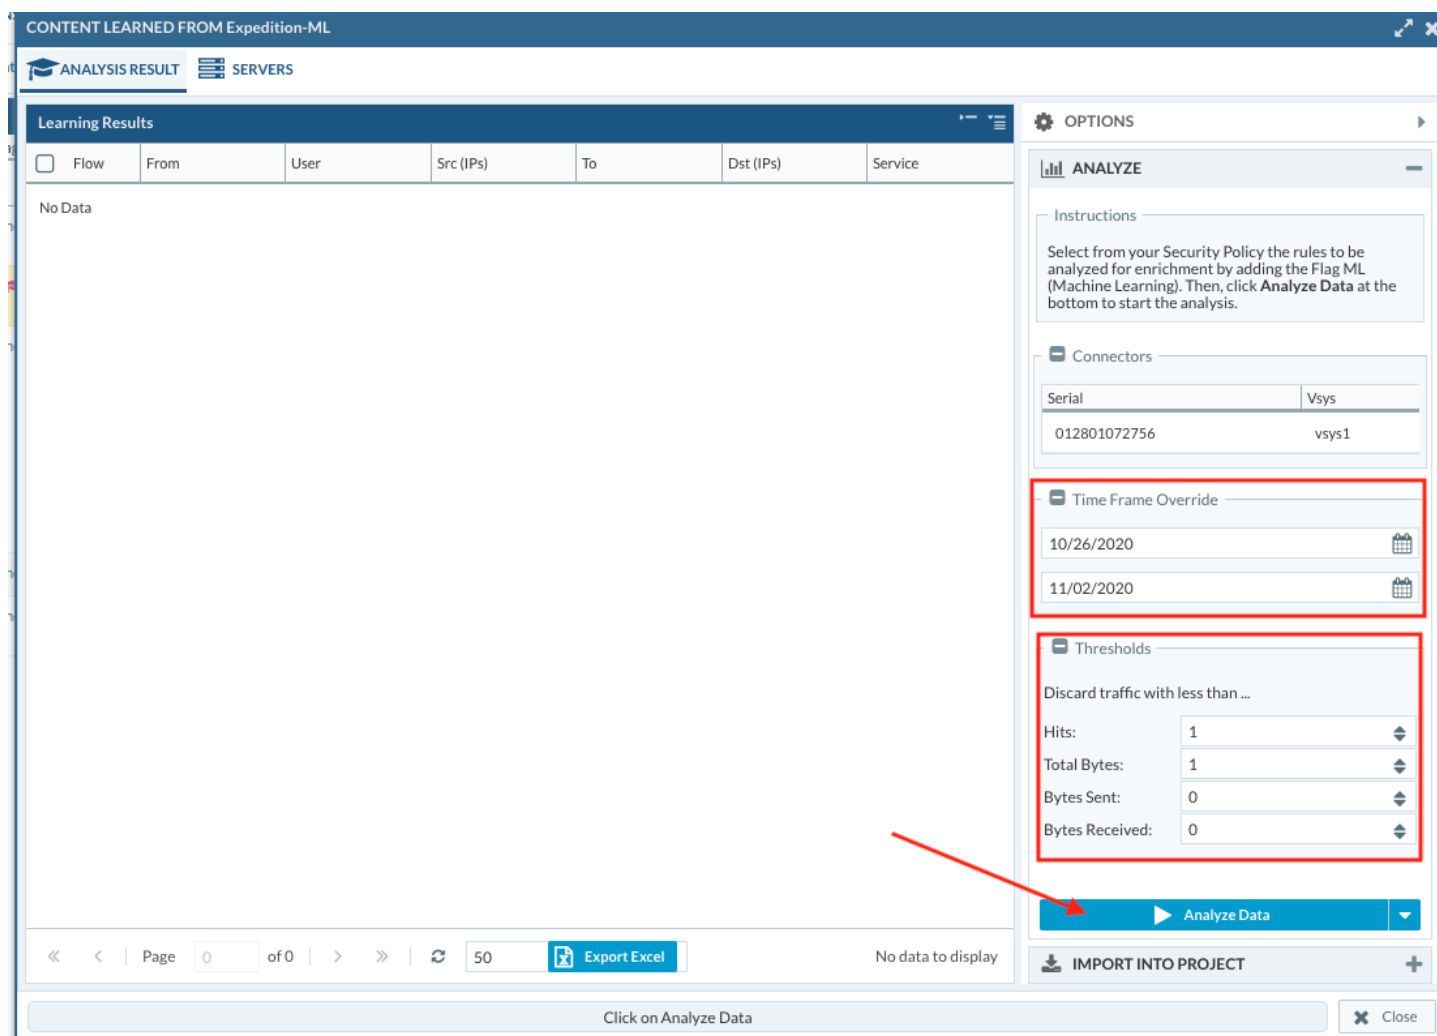 CONTENT LEARNED FROM Expedition-ML
ANALYSIS RESULT
SERVERS
Learning Results
Flow
From
User
Src (IPs)
To
Dst (IPs)
Service
No Data
Page
0
of 0
50
Export Excel
No data to display
OPTIONS
ANALYZE
Instructions
Select from your Security Policy the rules to be
analyzed for enrichment by adding the Flag ML
(Machine Learning). Then, click Analyze Data at the
bottom to start the analysis.
Connectors
Serial
Vsys
012801072756
vsys1
Time Frame Override
10/26/2020
11/02/2020
Thresholds
Discard traffic with less than ...
Hits:
1
Total Bytes:
1
Bytes Sent:
0
Bytes Received:
0
Analyze Data
IMPORT INTO PROJECT
Click on Analyze Data
Close